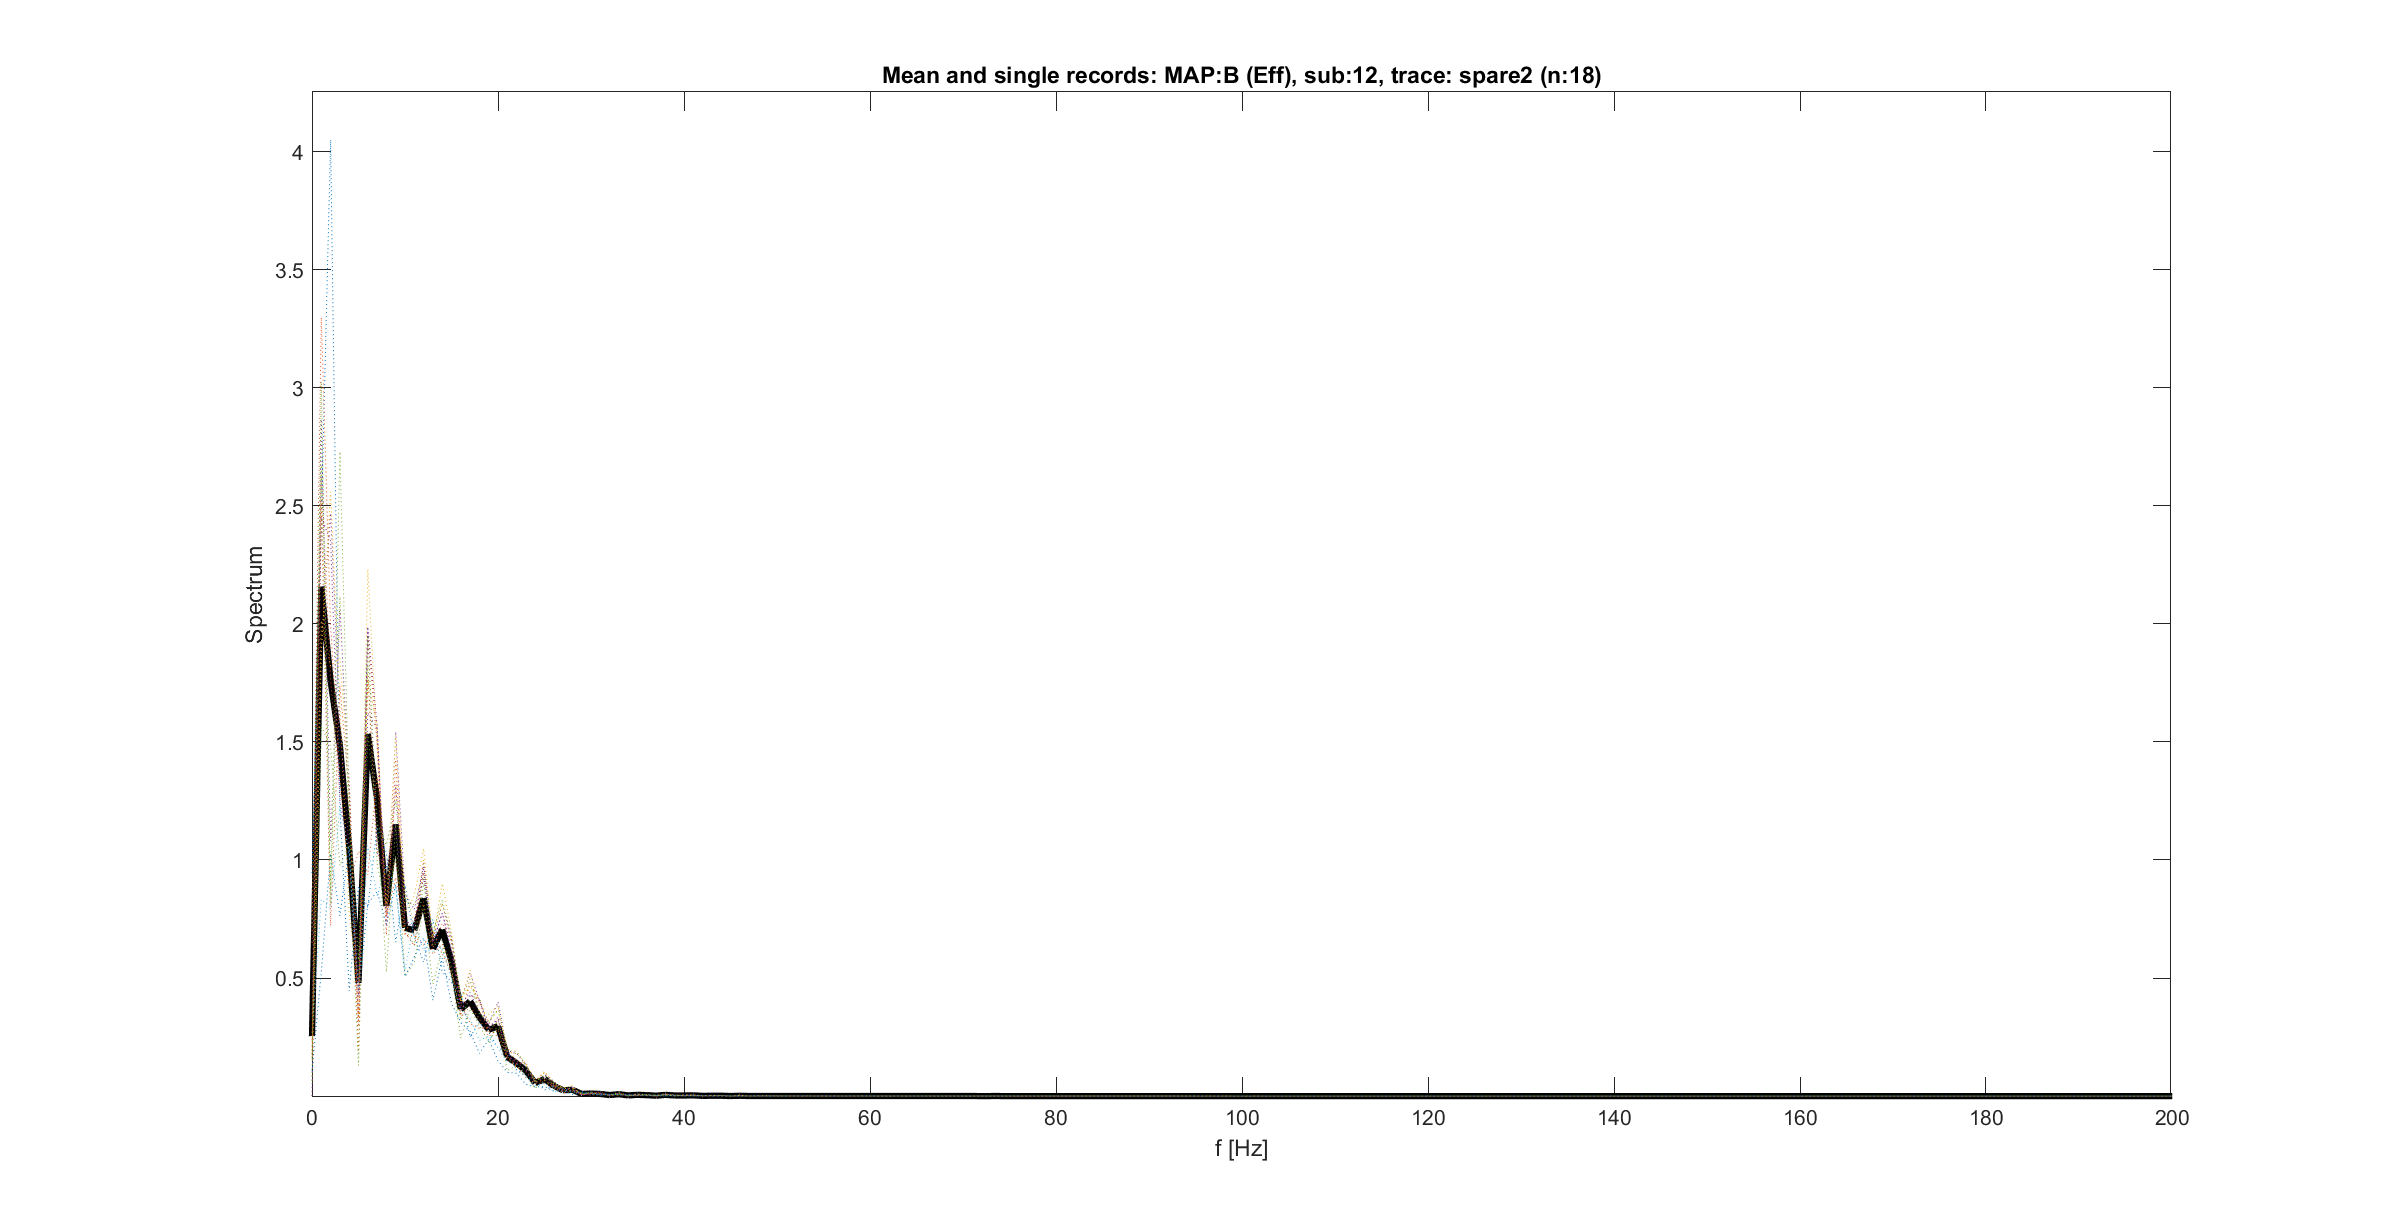 Mean and single records: MAP:B (Eff), sub:12, trace: spare2 (n:18)
4
3.5
3
2.5
2
1.5
1
0.5
Spectrum
0 20 40 60 80 100 120 140 160 180 200
f [Hz]